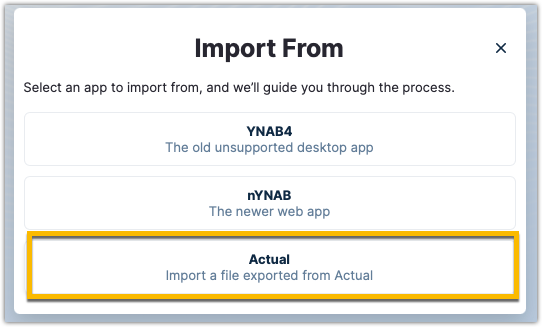 Import From
Select an app to import from, and we'll guide you through the process.
YNAB4
The old unsupported desktop app
nYNAB
The newer web app
Actual
Import a file exported from Actual